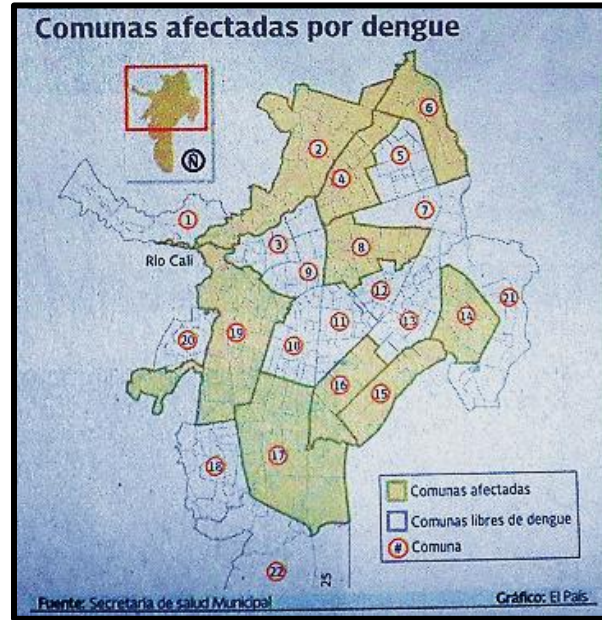 Comunas afectadas por dengue
N
6
2
5
4
1
7
3
8
Río Cali
9
12
21
14
20
19
11
13
10
16
15
17
18
Comunas afectadas
Comunas libres de dengue
# Comuna
22
25
Fuente: Secretaria de salud Municipal
Gráfico: El País